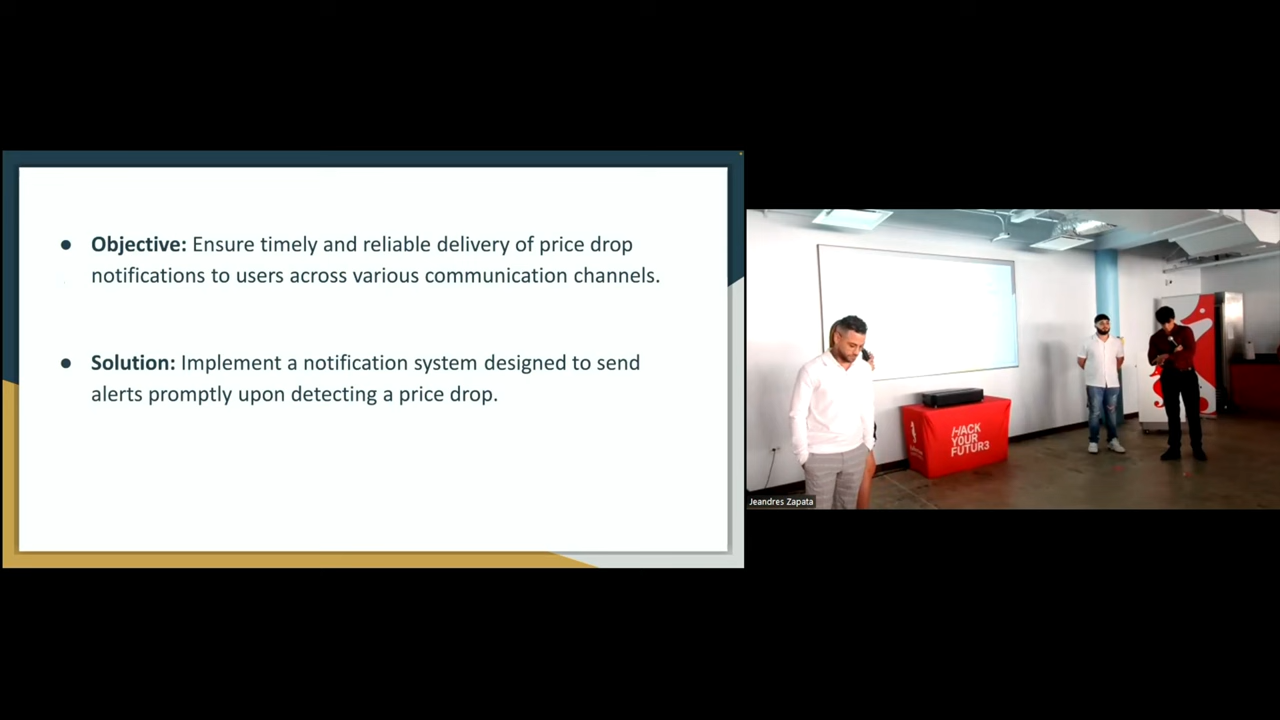 ● Objective: Ensure timely and reliable delivery of price drop
notifications to users across various communication channels.
● Solution: Implement a notification system designed to send
alerts promptly upon detecting a price drop.
HACK
YOUR
FUTUR3
Jeandres Zapata